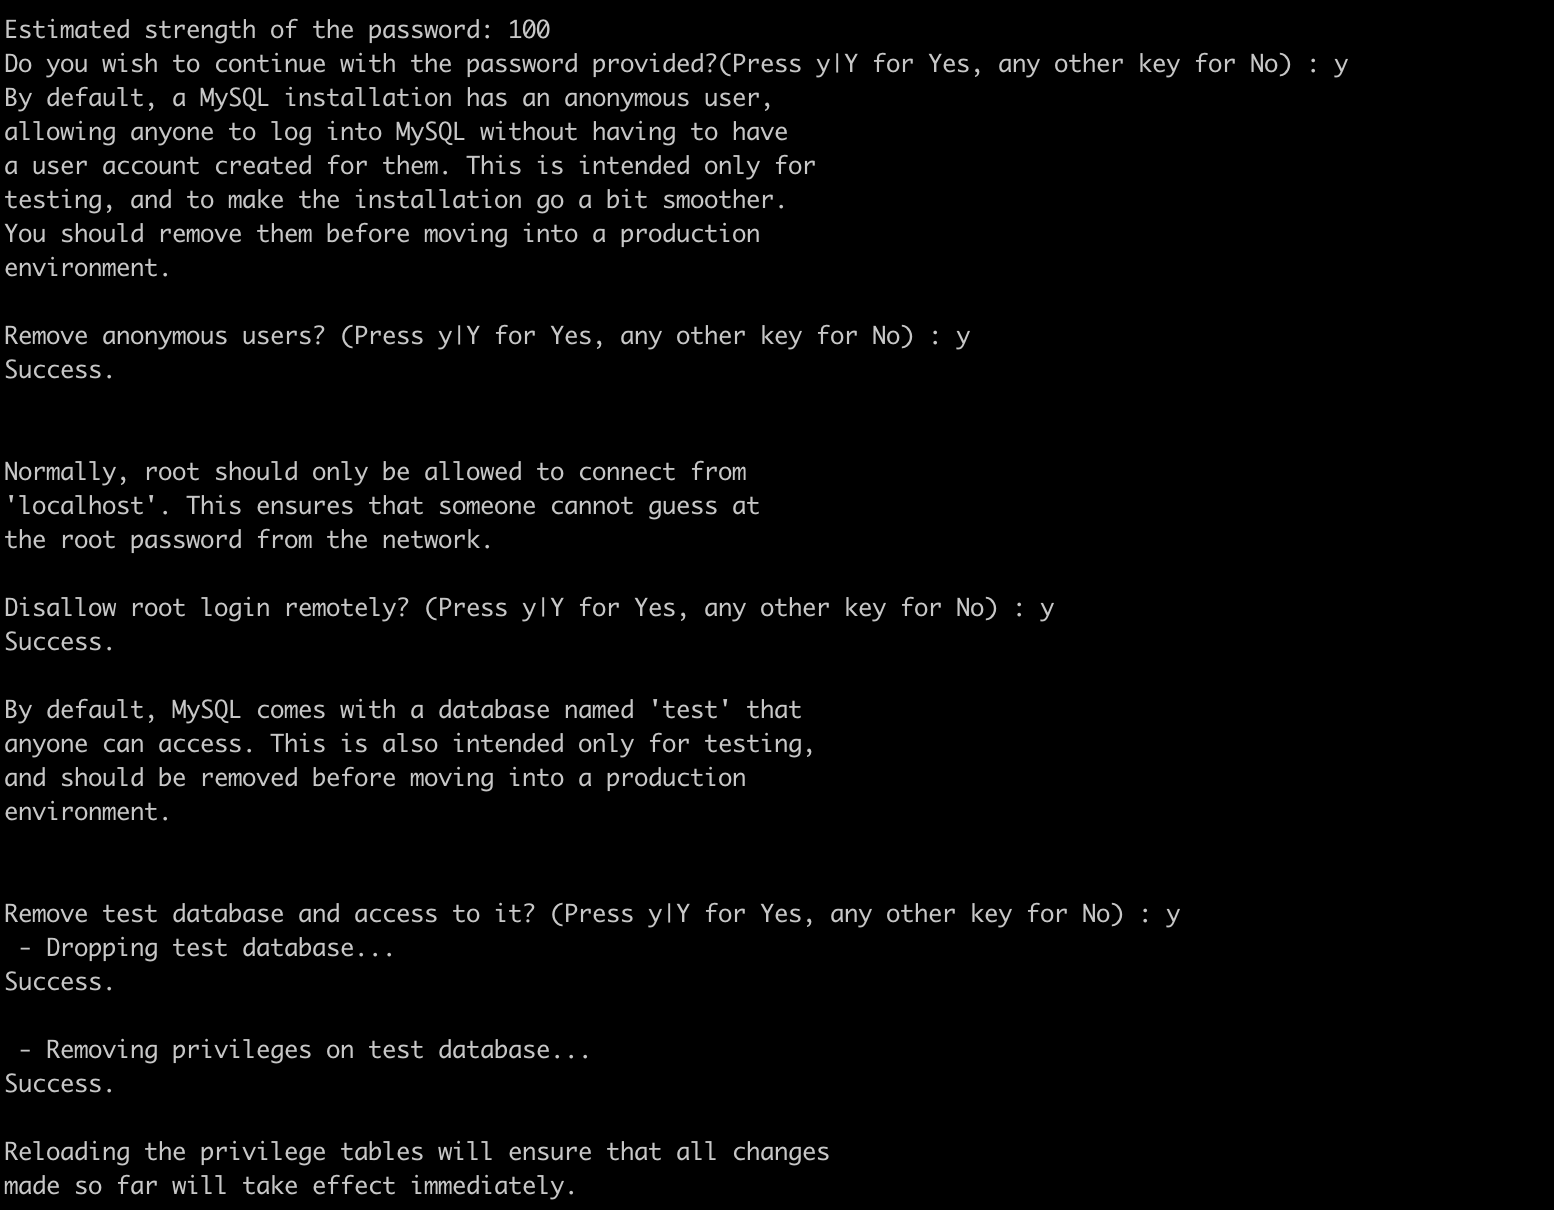 Estimated strength of the password: 100
Do you wish to continue with the password provided?(Press y|Y for Yes, any other key for No) : y
By default, a MySQL installation has an anonymous user,
allowing anyone to log into MySQL without having to have
a user account created for them. This is intended only for
testing, and to make the installation go a bit smoother.
You should remove them before moving into a production
environment.

Remove anonymous users? (Press y|Y for Yes, any other key for No) : y
Success.


Normally, root should only be allowed to connect from
'localhost'. This ensures that someone cannot guess at
the root password from the network.

Disallow root login remotely? (Press y|Y for Yes, any other key for No) : y
Success.

By default, MySQL comes with a database named 'test' that
anyone can access. This is also intended only for testing,
and should be removed before moving into a production
environment.


Remove test database and access to it? (Press y|Y for Yes, any other key for No) : y
 - Dropping test database...
Success.

 - Removing privileges on test database...
Success.

Reloading the privilege tables will ensure that all changes
made so far will take effect immediately.